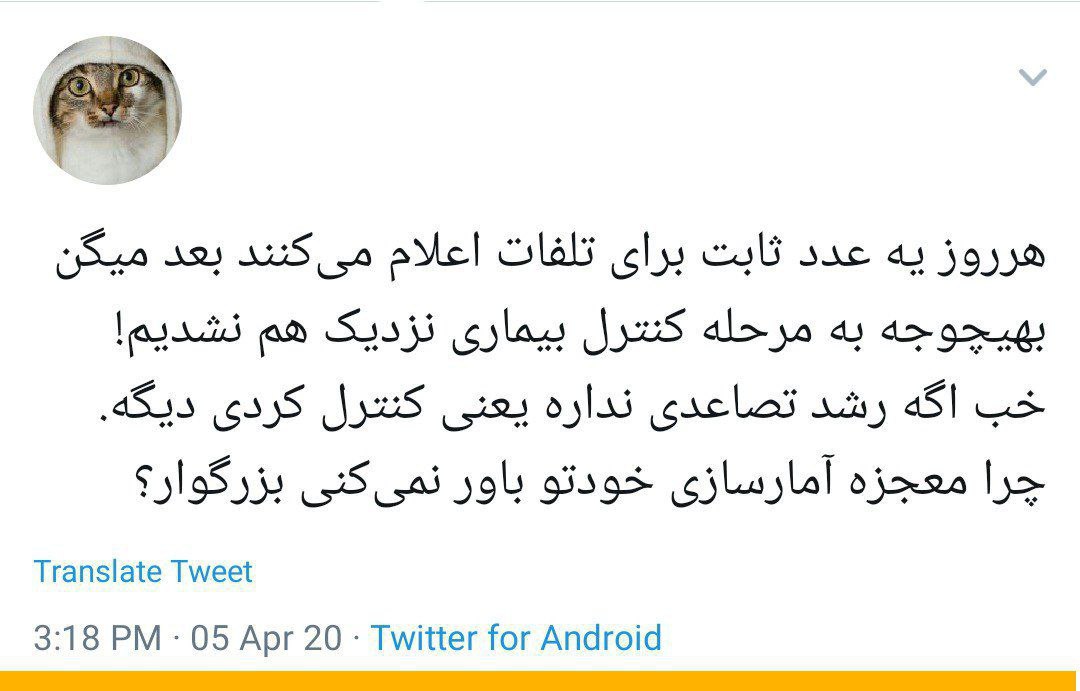 هرروز یه عدد ثابت برای تلفات اعلام می‌کنند بعد میگن
بهیچوجه به مرحله کنترل بیماری نزدیک هم نشدیم!
خب اگه رشد تصاعدی نداره یعنی کنترل کردی دیگه.
چرا معجزه آمارسازی خودتو باور نمی‌کنی بزرگوار؟
Translate Tweet
3:18 PM · 05 Apr 20 · Twitter for Android